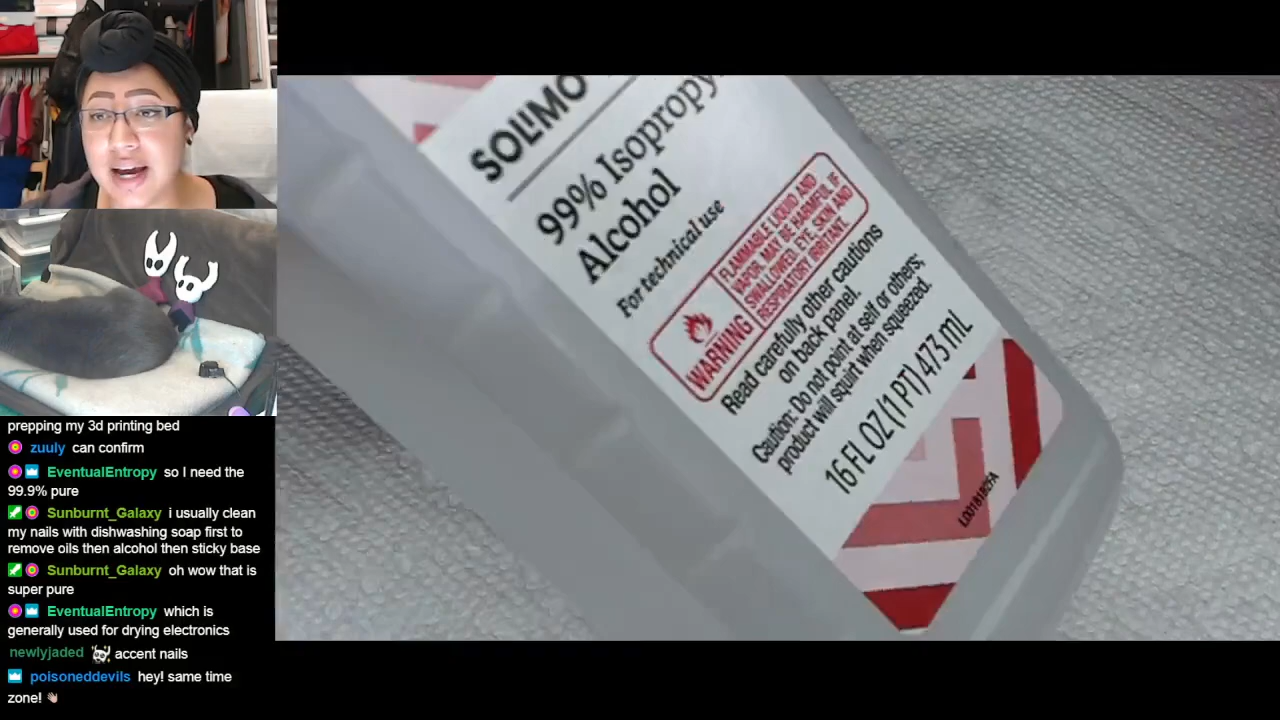 SOLIMO
99% Isopropy
Alcohol
For technical use
WARNING
FLAMMABLE LIQUID AND
VAPOR. MAY BE HARMFUL IF
SWALLOWED. EYE, SKIN AND
RESPIRATORY IRRITANT.
Read carefully other cautions
on back panel.
Caution: Do not point at self or others;
product will squirt when squeezed.
16 FL OZ (1 PT) 473 mL
L0018182FA
prepping my 3d printing bed
zuuly can confirm
EventualEntropy so I need the
99.9% pure
Sunburnt_Galaxy i usually clean
my nails with dishwashing soap first to
remove oils then alcohol then sticky base
Sunburnt_Galaxy oh wow that is
super pure
EventualEntropy which is
generally used for drying electronics
newlyjaded accent nails
poisoneddevils hey! same time
zone! 👋🏼